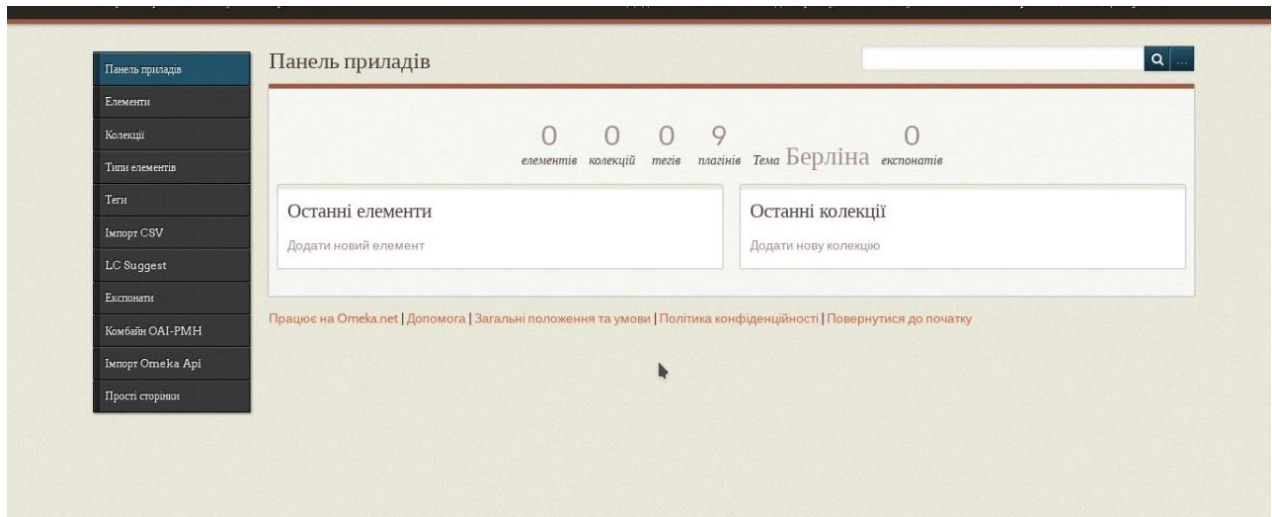 Панель приладів
Елементи
Колекції
Типи елементів
Теги
Імпорт CSV
LC Suggest
Експонати
Комбайн OAI-PMH
Імпорт Omeka Api
Прості сторінки
Панель приладів
...
0 0 0 9 0
елементів колекцій тегів плагінів Тема Берліна експонатів
Останні елементи
Додати новий елемент
Останні колекції
Додати нову колекцію
Працює на Omeka.net | Допомога | Загальні положення та умови | Політика конфіденційності | Повернутися до початку